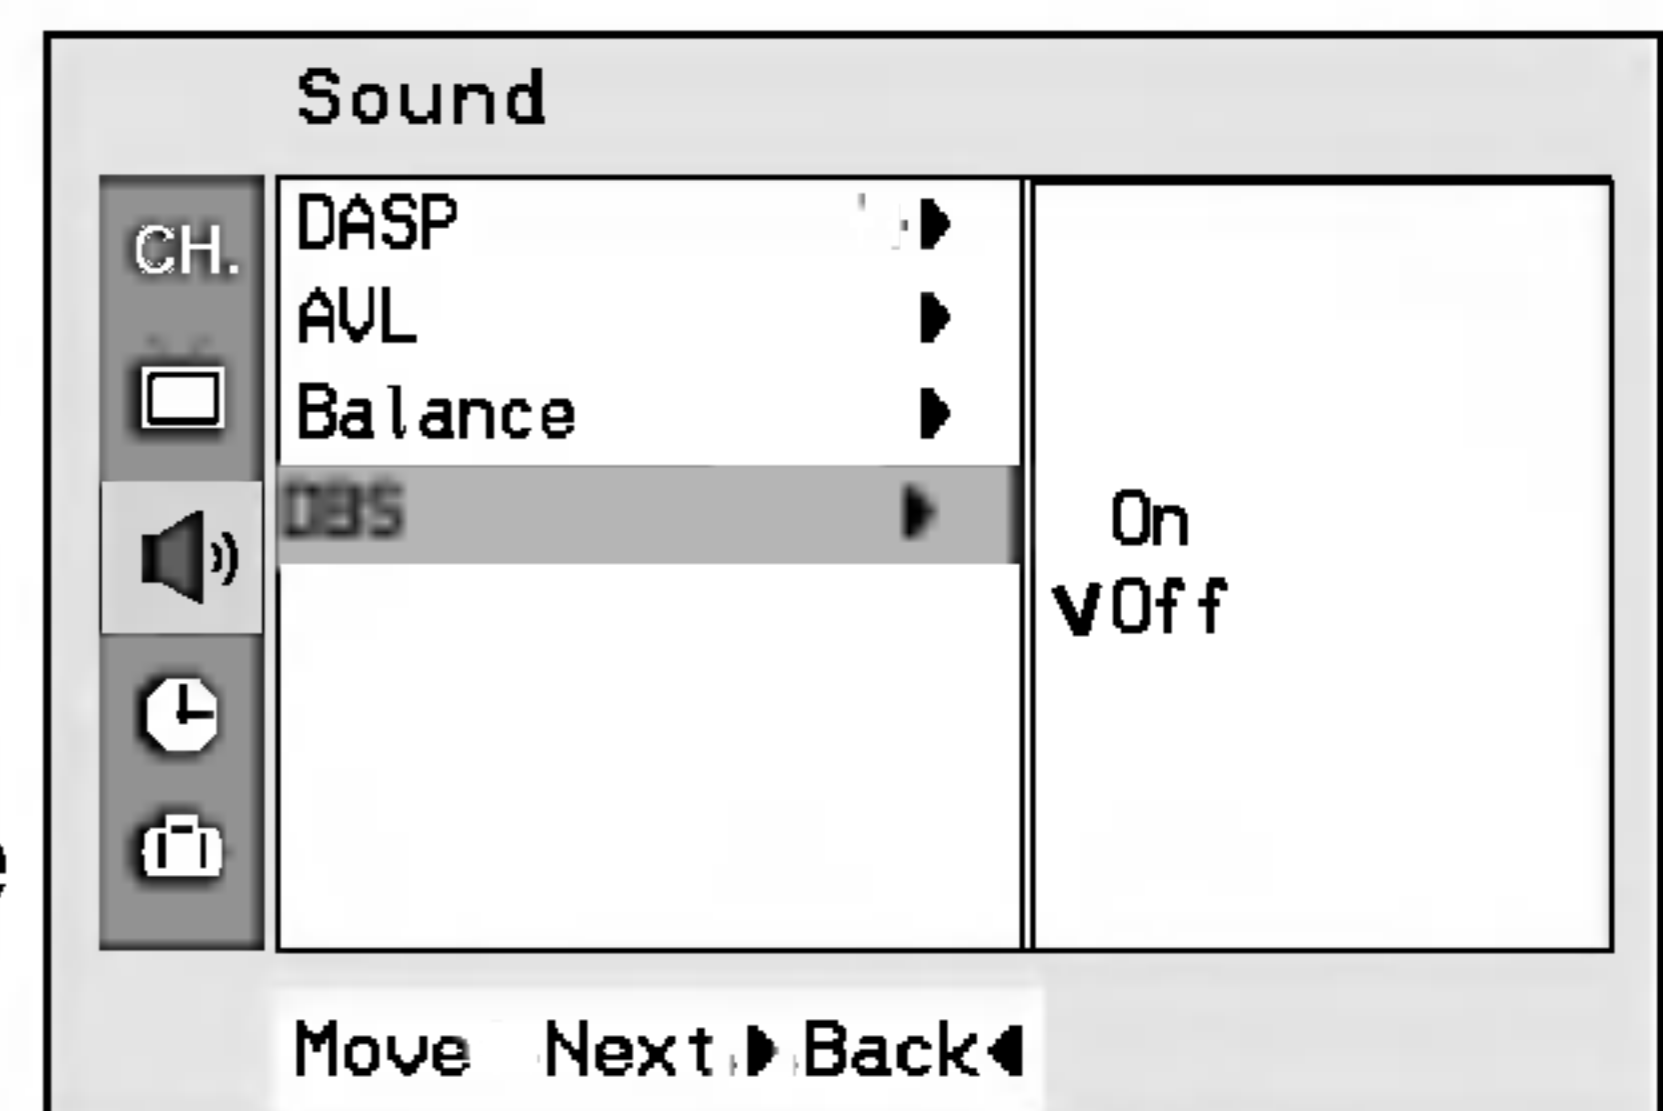 Sound
CH.
DASP
AVL
Balance
DBS
On
VOff
Move Next Back